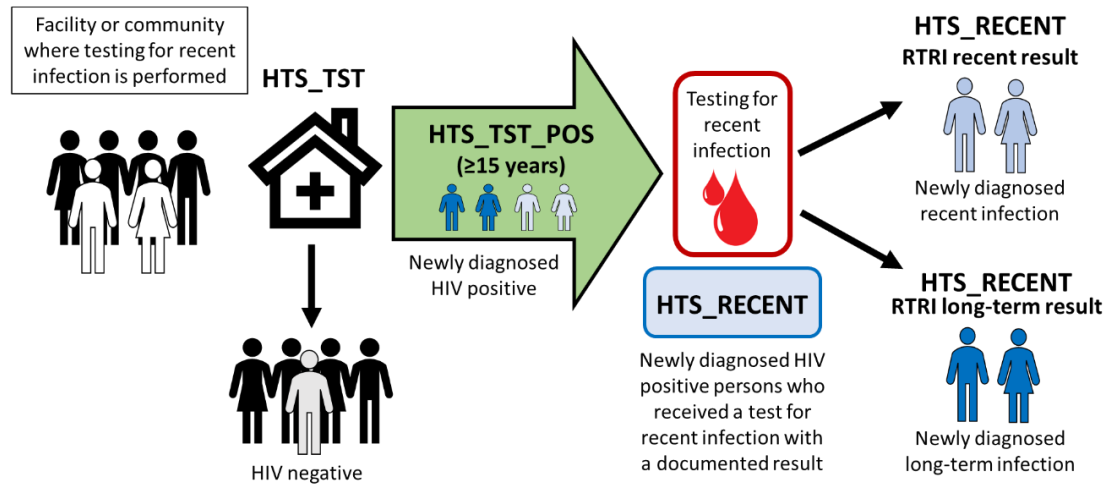 Facility or community
where testing for recent
infection is performed
HTS_TST
HIV negative
HTS_TST_POS
(≥15 years)
Newly diagnosed
HIV positive
Testing for
recent
infection
HTS_RECENT
Newly diagnosed HIV
positive persons who
received a test for
recent infection with
a documented result
HTS_RECENT
RTRI recent result
Newly diagnosed
recent infection
HTS_RECENT
RTRI long-term result
Newly diagnosed
long-term infection